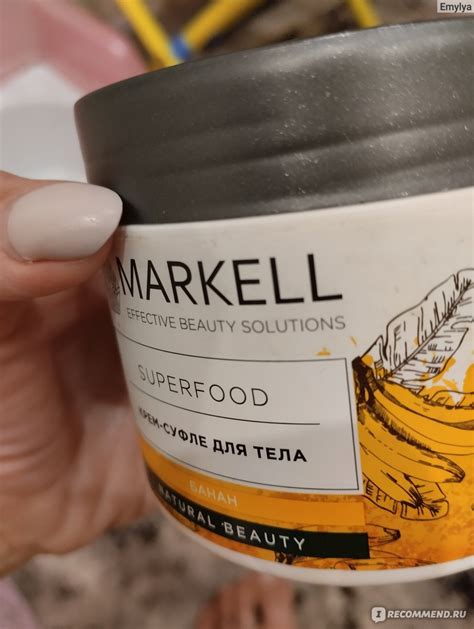 Emylya
MARKELL
EFFECTIVE BEAUTY SOLUTIONS
SUPERFOOD
КРЕМ-СУФЛЕ ДЛЯ ТЕЛА
БАНАН
NATURAL BEAUTY
I RECOMMEND.RU